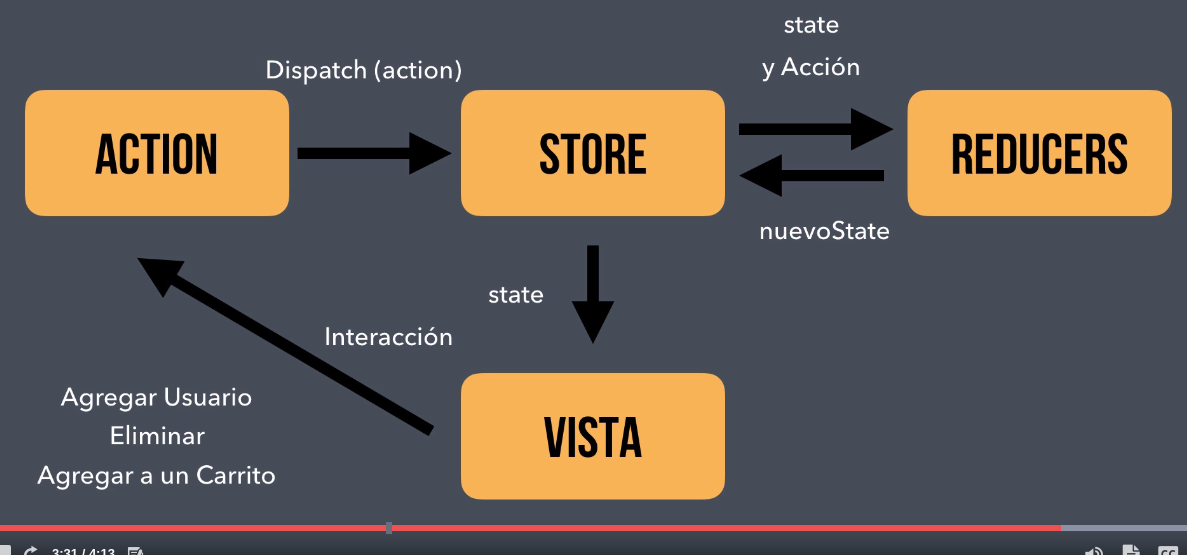 state
y Acción
Dispatch (action)
ACTION
STORE
REDUCERS
nuevoState
state
Interacción
Agregar Usuario
Eliminar
Agregar a un Carrito
VISTA
3:31 / 4:13
CC